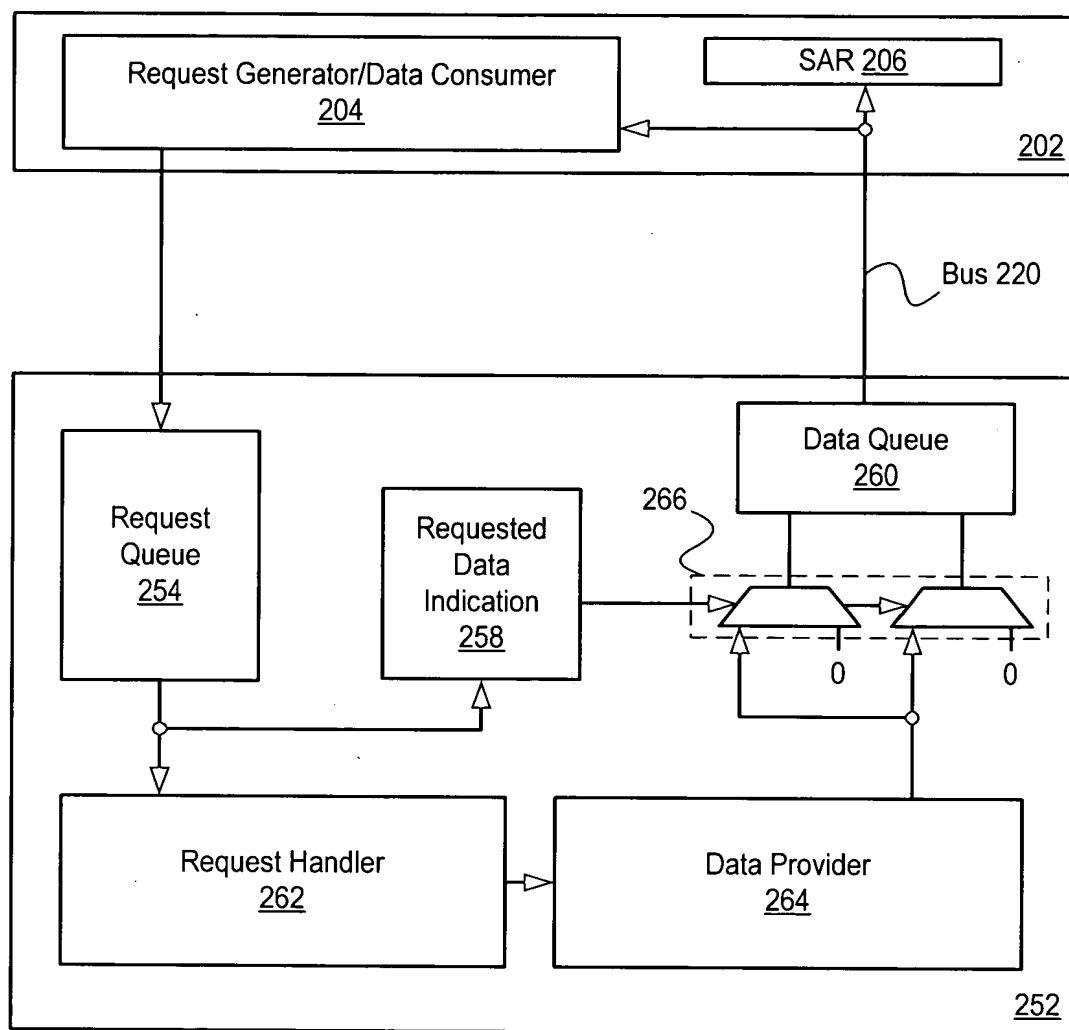 Request Generator/Data Consumer
204
SAR 206
202
Bus 220
Data Queue
260
266
Request
Queue
254
Requested
Data
Indication
258
0
0
Request Handler
262
Data Provider
264
252